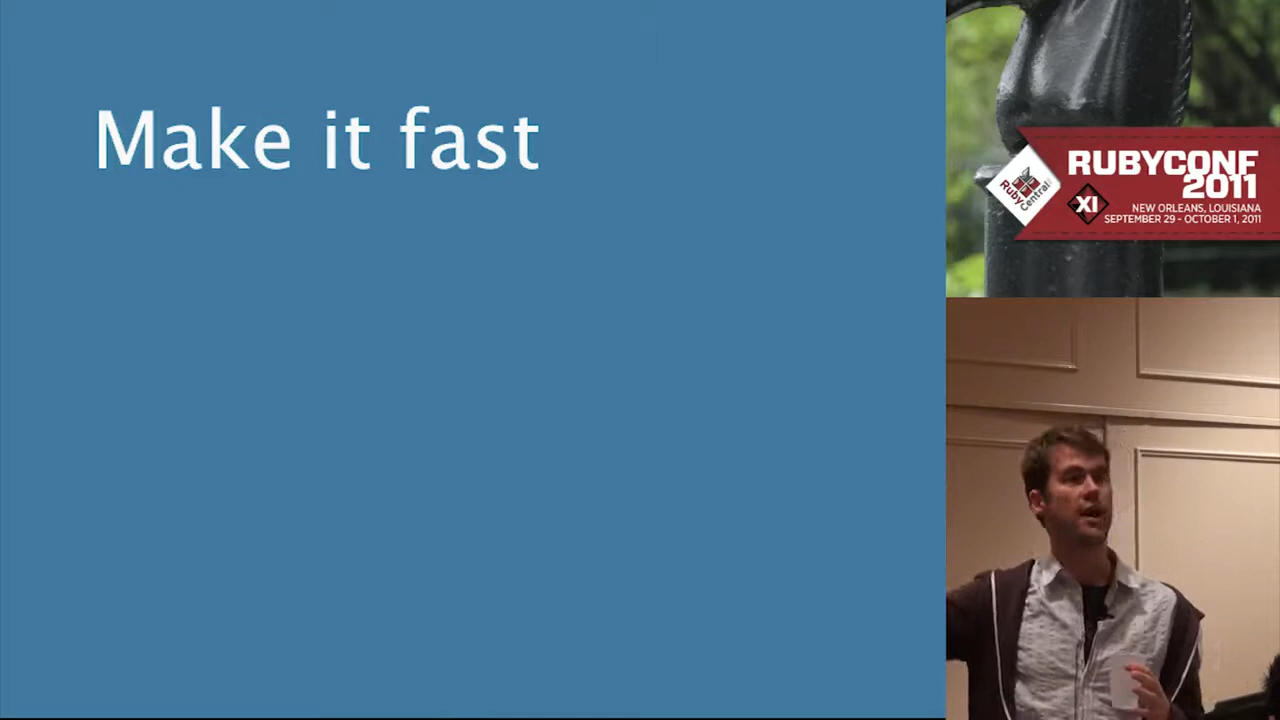 Make it fast
RUBYCONF
2011
Ruby
Central
XI
NEW ORLEANS, LOUISIANA
SEPTEMBER 29 - OCTOBER 1, 2011